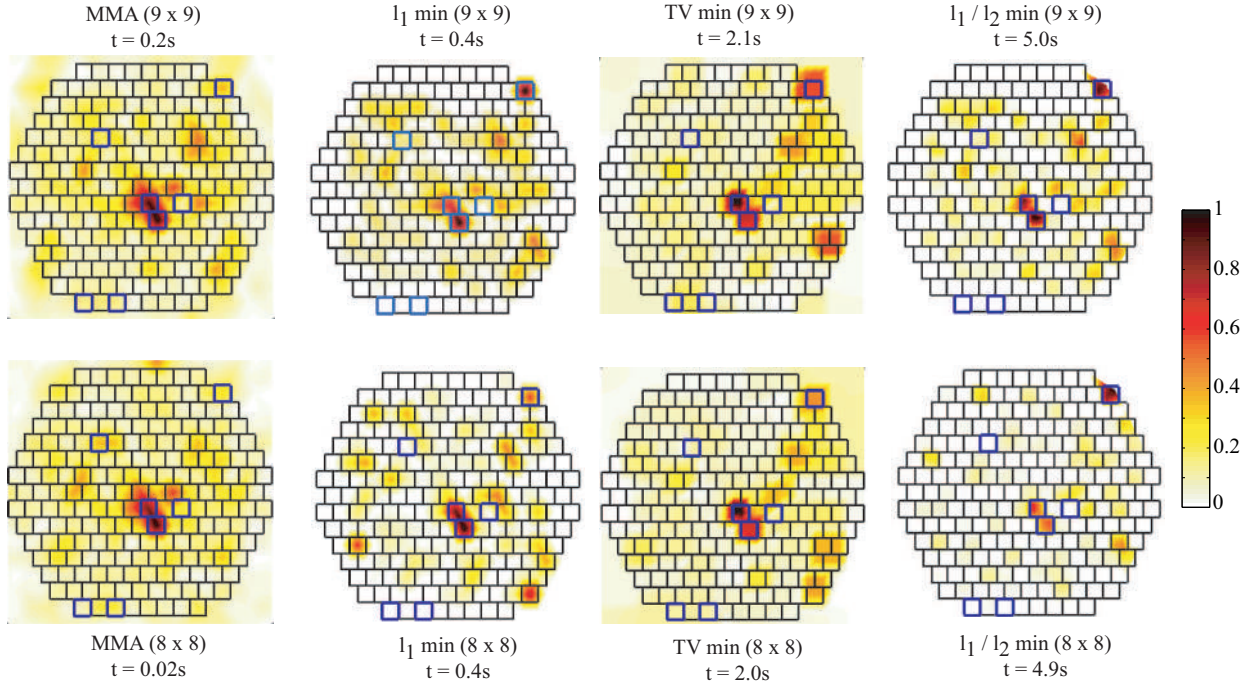 MMA (9 x 9)
t = 0.2s
l1 min (9 x 9)
t = 0.4s
TV min (9 x 9)
t = 2.1s
l1 / l2 min (9 x 9)
t = 5.0s
1
0.8
0.6
0.4
0.2
0
MMA (8 x 8)
t = 0.02s
l1 min (8 x 8)
t = 0.4s
TV min (8 x 8)
t = 2.0s
l1 / l2 min (8 x 8)
t = 4.9s